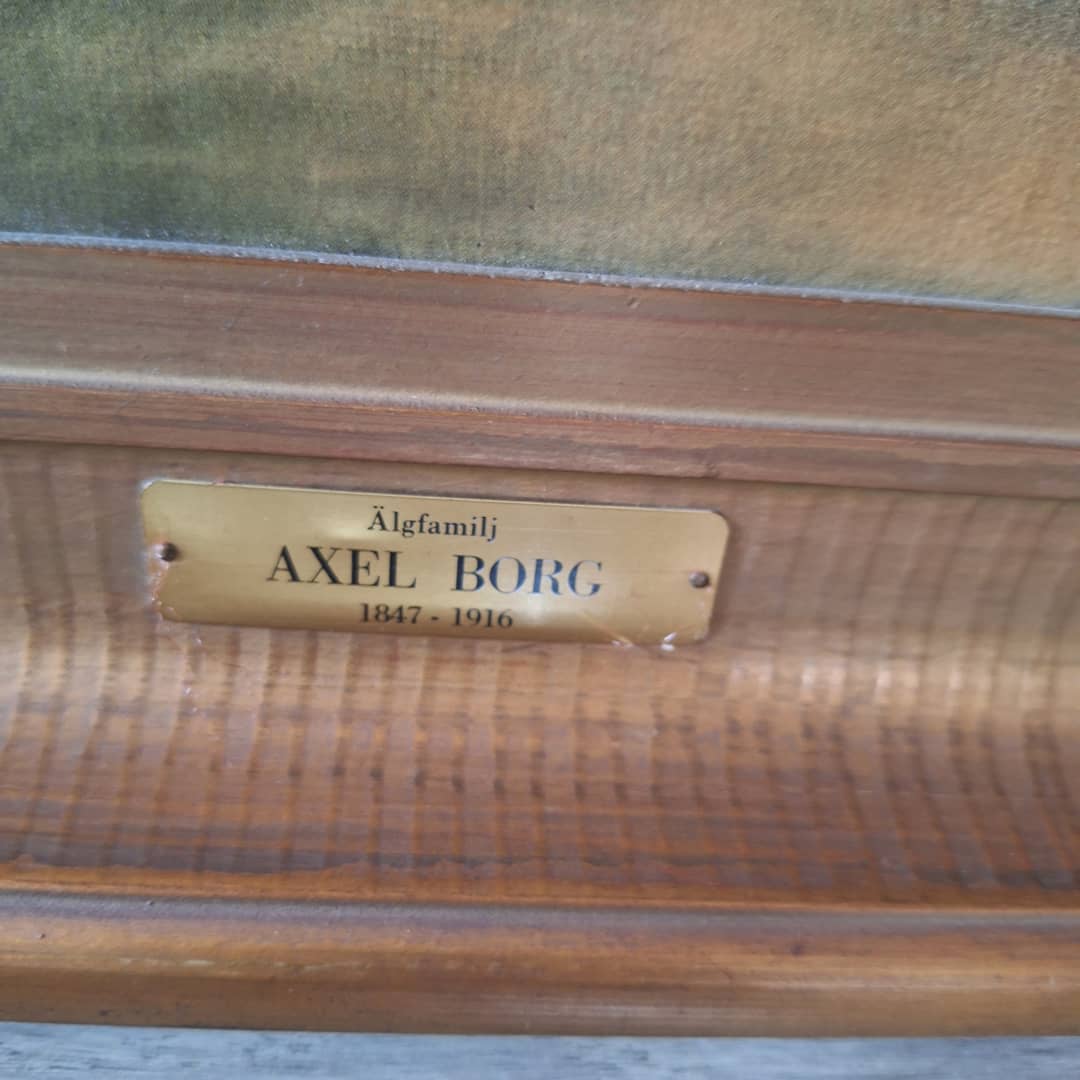 Älgfamilj
AXEL BORG
1847 - 1916